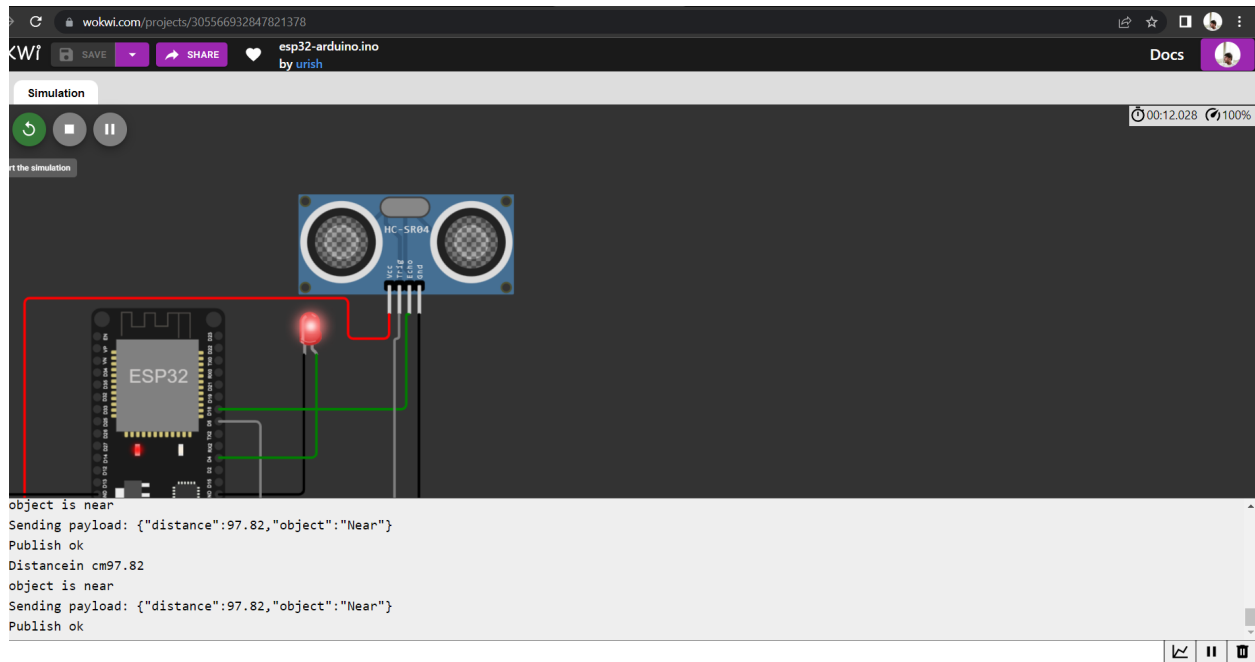 wokwi.com/projects/305566932847821378
WiKWi
SAVE
SHARE
esp32-arduino.ino
by urish
Docs
Simulation
00:12.028 100%
rt the simulation
HC-SR04
Vcc
Trig
Echo
Gnd
ESP32
object is near
Sending payload: {"distance":97.82,"object":"Near"}
Publish ok
Distancein cm97.82
object is near
Sending payload: {"distance":97.82,"object":"Near"}
Publish ok